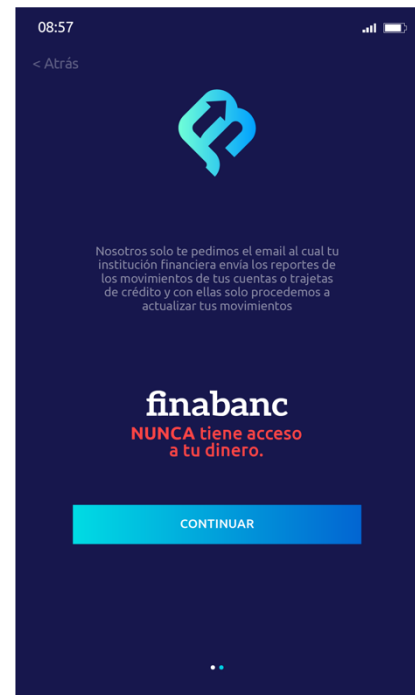 08:57
< Atrás
Nosotros solo te pedimos el email al cual tu
institución financiera envía los reportes de
los movimientos de tus cuentas o trajetas
de crédito y con ellas solo procedemos a
actualizar tus movimientos
finabanc
NUNCA tiene acceso
a tu dinero.
CONTINUAR